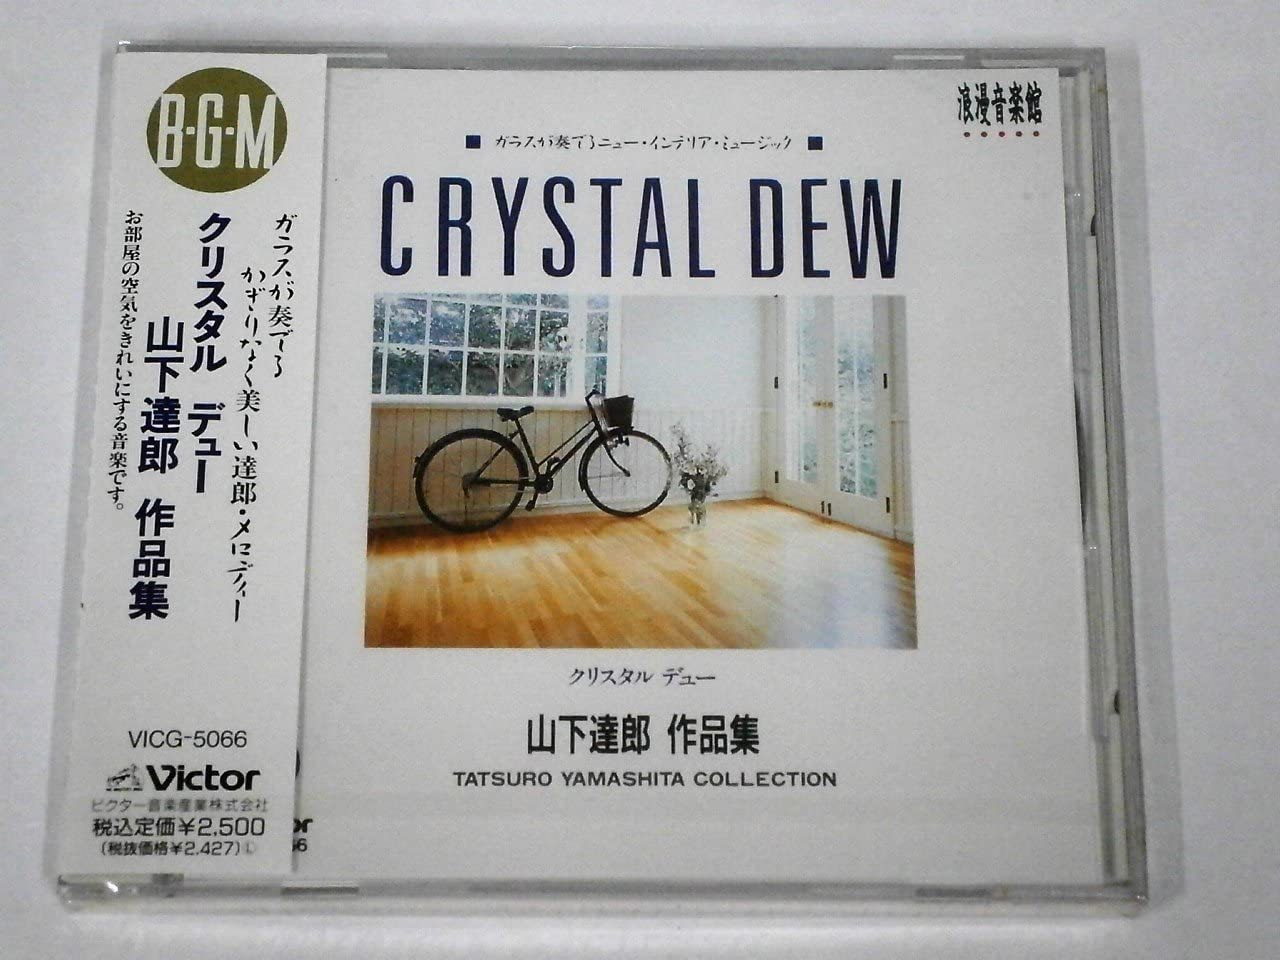 B・G・M
ガラスが奏でる
かぎりなく美しい達郎・メロディー
クリスタル デュー
山下達郎 作品集
お部屋の空気をきれいにする音楽です。
VICG-5066
Victor
ビクター音楽産業株式会社
税込定価¥2,500
(税抜価格¥2,427)Ⓛ
浪漫音楽館
■ ガラスが奏でるニュー・インテリア・ミュージック ■
CRYSTAL DEW
クリスタル デュー
山下達郎 作品集
TATSURO YAMASHITA COLLECTION